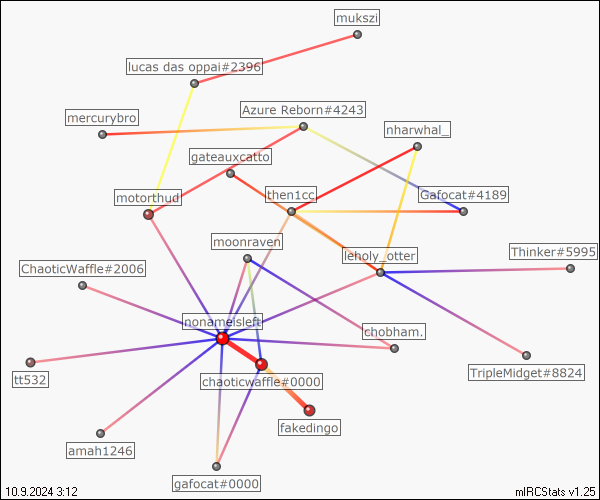 mukszi
lucas das oppai#2396
Azure Reborn#4243
mercurybro
nharwhal_
gateauxcatto
motorthud
then1cc
Gafocat#4189
moonraven
leholy_otter
Thinker#5995
ChaoticWaffle#2006
nonameisleft
chobham.
tt532
chaoticwaffle#0000
TripleMidget#8824
fakedingo
amah1246
gafocat#0000
10.9.2024 3:12
mIRCStats v1.25